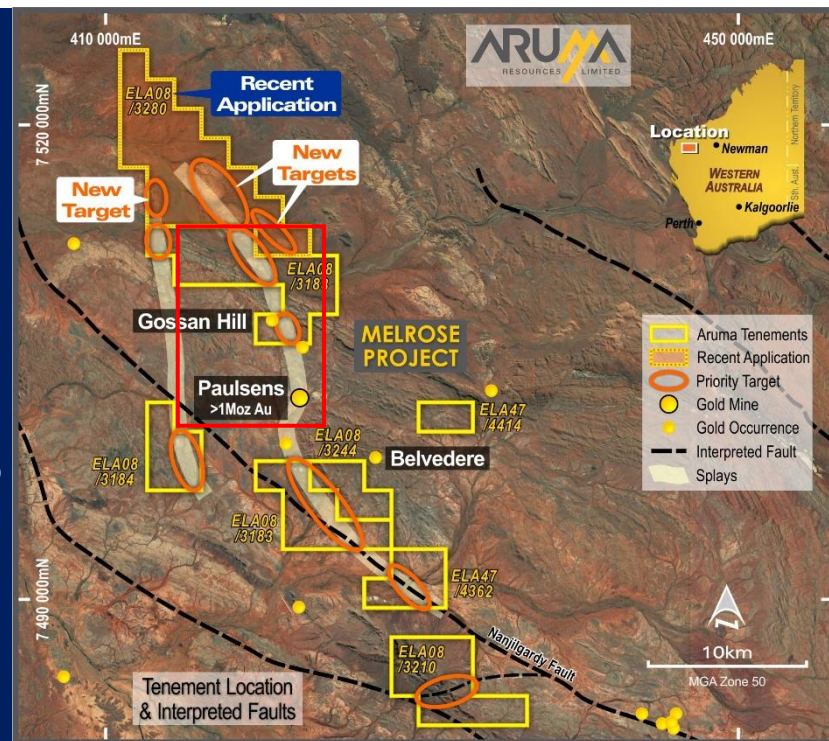 410 000mE
450 000mE
ARUMA
RESOURCES LIMITED
7 520 000mN
ELA08
/3280
Recent
Application
New
Targets
New
Target
Location
Newman
WESTERN
AUSTRALIA
Kalgoorlie
Perth
Northern Territory
Sth. Aust.
ELA08
/3188
Gossan Hill
MELROSE
PROJECT
Paulsens
>1Moz Au
ELA47
/4414
ELA08
/3244
Belvedere
ELA08
/3184
ELA08
/3183
ELA47
/4362
7 490 000mN
Nanjilgardy Fault
ELA08
/3210
Tenement Location
& Interpreted Faults
Aruma Tenements
Recent Application
Priority Target
Gold Mine
Gold Occurrence
Interpreted Fault
Splays
N
10km
MGA Zone 50